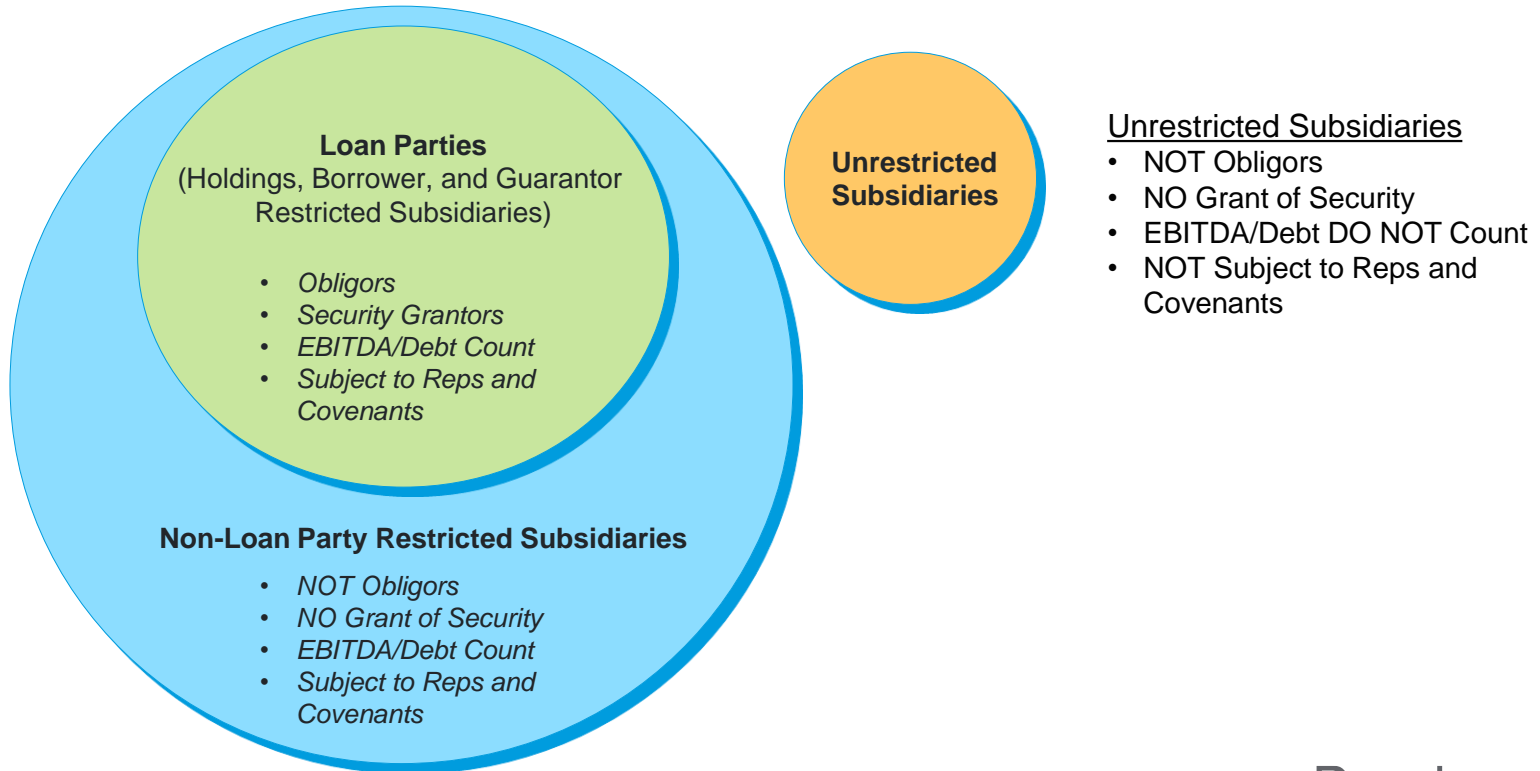 Loan Parties
(Holdings, Borrower, and Guarantor
Restricted Subsidiaries)
• Obligors
• Security Grantors
• EBITDA/Debt Count
• Subject to Reps and
Covenants
Non-Loan Party Restricted Subsidiaries
• NOT Obligors
• NO Grant of Security
• EBITDA/Debt Count
• Subject to Reps and
Covenants
Unrestricted
Subsidiaries
Unrestricted Subsidiaries
• NOT Obligors
• NO Grant of Security
• EBITDA/Debt DO NOT Count
• NOT Subject to Reps and
Covenants